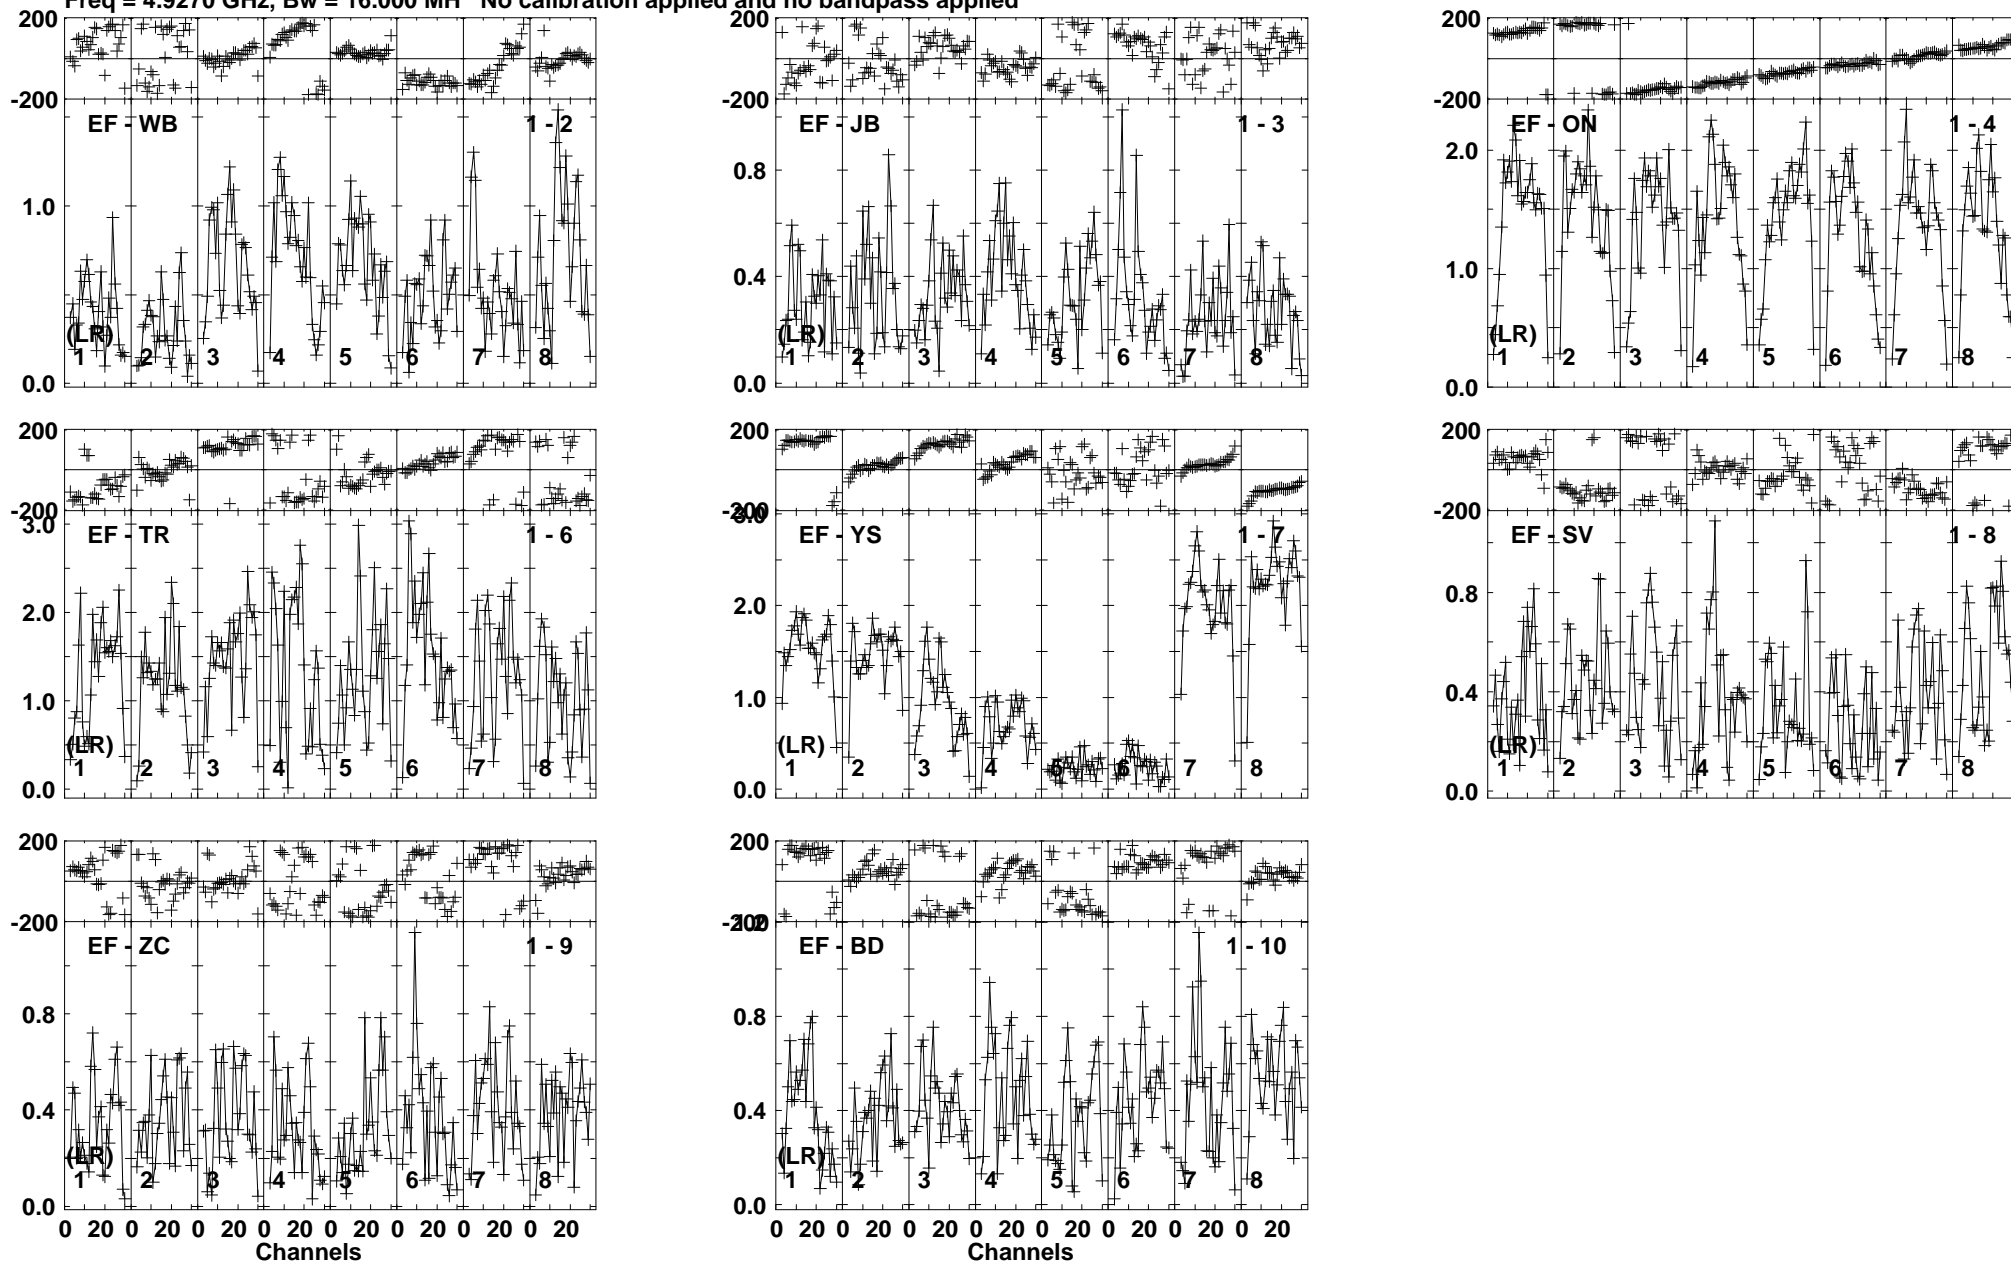 Freq = 4.9270 GHz, Bw = 16.000 MH No calibration applied and no bandpass applied
200 200 200
-200 -200 -200
EF - WB 1 - 2 EF - JB 1 - 3 EF - ON 1 - 4
1.0 0.8 2.0
0.4 1.0
(LR) (LR) (LR)
1 2 3 4 5 6 7 8 1 2 3 4 5 6 7 8 1 2 3 4 5 6 7 8
0.0 0.0 0.0
200 200 200
-200 -200 -200
3.0 3.0
EF - TR 1 - 6 EF - YS 1 - 7 EF - SV 1 - 8
2.0 2.0 0.8
1.0 1.0 0.4
(LR) (LR) (LR)
1 2 3 4 5 6 7 8 1 2 3 4 5 6 7 8 1 2 3 4 5 6 7 8
0.0 0.0 0.0
200 200
-200 -200
1.2
EF - ZC 1 - 9 EF - BD 1 - 10
0.8 0.8
0.4 0.4
(LR) (LR)
1 2 3 4 5 6 7 8 1 2 3 4 5 6 7 8
0.0 0.0
0 20 0 20 0 20 0 20 0 20 0 20 0 20 0 20 0 20 0 20 0 20 0 20 0 20 0 20 0 20 0 20
Channels Channels